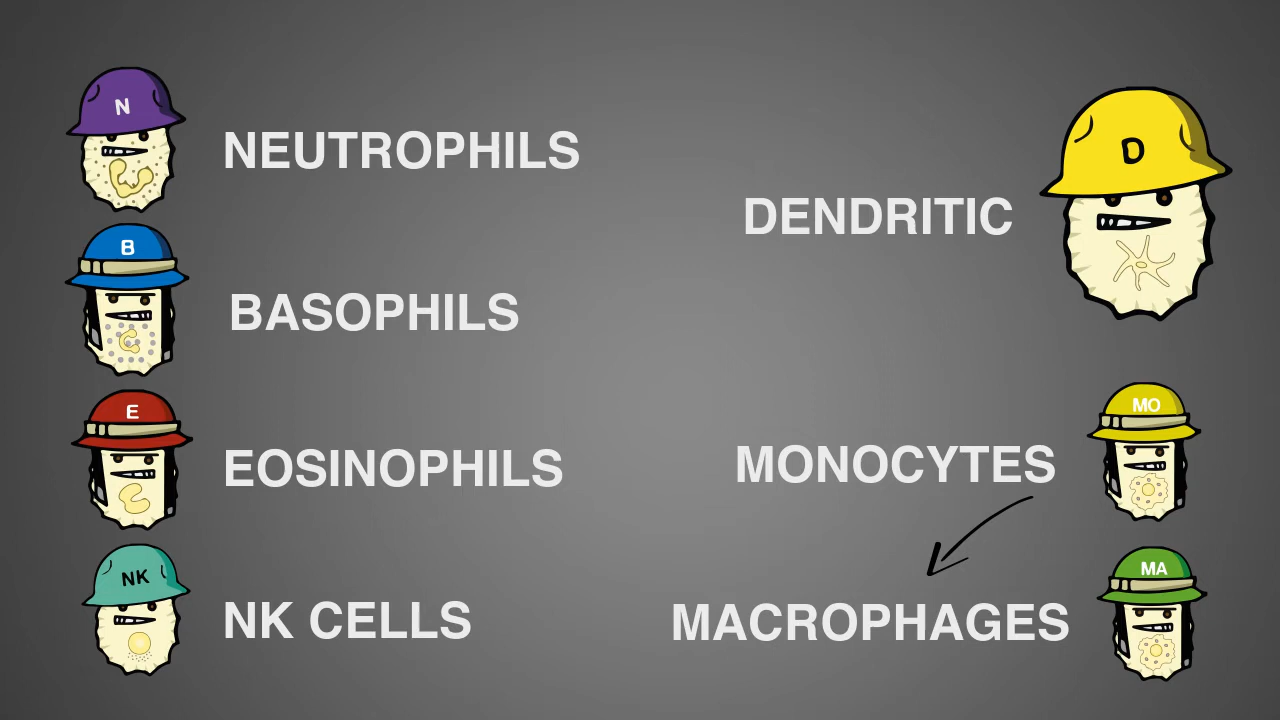 N
NEUTROPHILS
B
BASOPHILS
E
EOSINOPHILS
NK
NK CELLS
D
DENDRITIC
MO
MONOCYTES
MA
MACROPHAGES